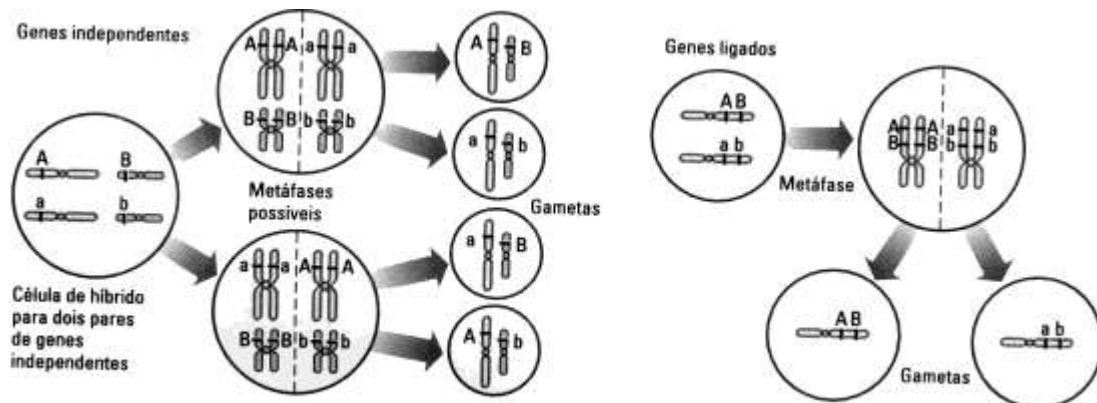 Genes independentes
A
B
a
b
Célula de híbrido
para dois pares
de genes
independentes
A A a a
B B b b
Metáfases
possíveis
a a A A
B B b b
A B
a b
Gametas
a B
A b
Genes ligados
A B
a b
Metáfase
A A a a
B B b b
A B
a b
Gametas